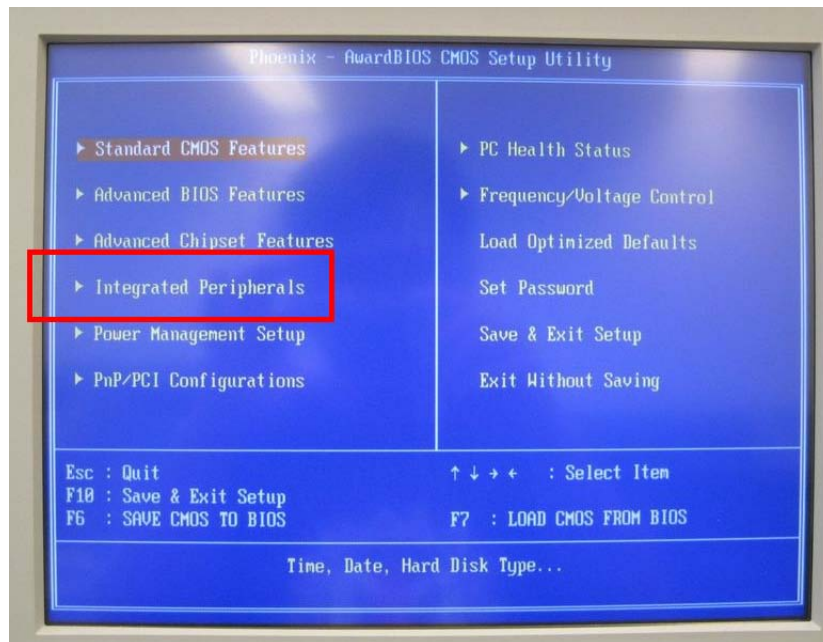 Phoenix - AwardBIOS CMOS Setup Utility
▶ Standard CMOS Features
▶ Advanced BIOS Features
▶ Advanced Chipset Features
▶ Integrated Peripherals
▶ Power Management Setup
▶ PnP/PCI Configurations
▶ PC Health Status
▶ Frequency/Voltage Control
Load Optimized Defaults
Set Password
Save & Exit Setup
Exit Without Saving
Esc : Quit
F10 : Save & Exit Setup
F6 : SAVE CMOS TO BIOS
↑ ↓ → ← : Select Item
F7 : LOAD CMOS FROM BIOS
Time, Date, Hard Disk Type...